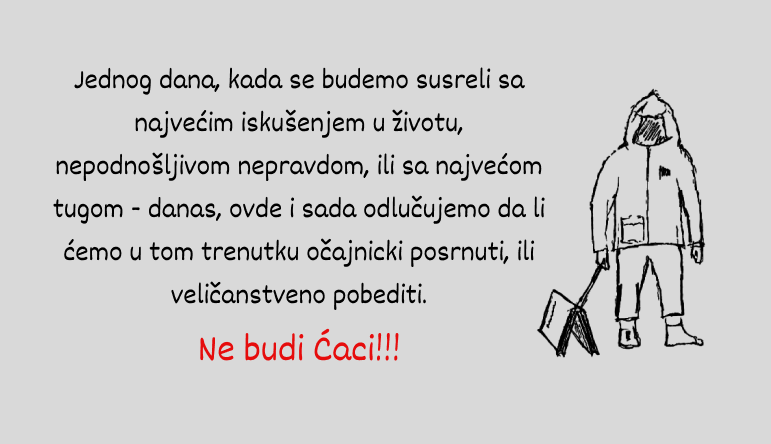 Jednog dana, kada se budemo susreli sa
najvećim iskušenjem u životu,
nepodnošljivom nepravdom, ili sa najvećom
tugom - danas, ovde i sada odlučujemo da li
ćemo u tom trenutku očajnicki posrnuti, ili
veličanstveno pobediti.
Ne budi Ćaci!!!